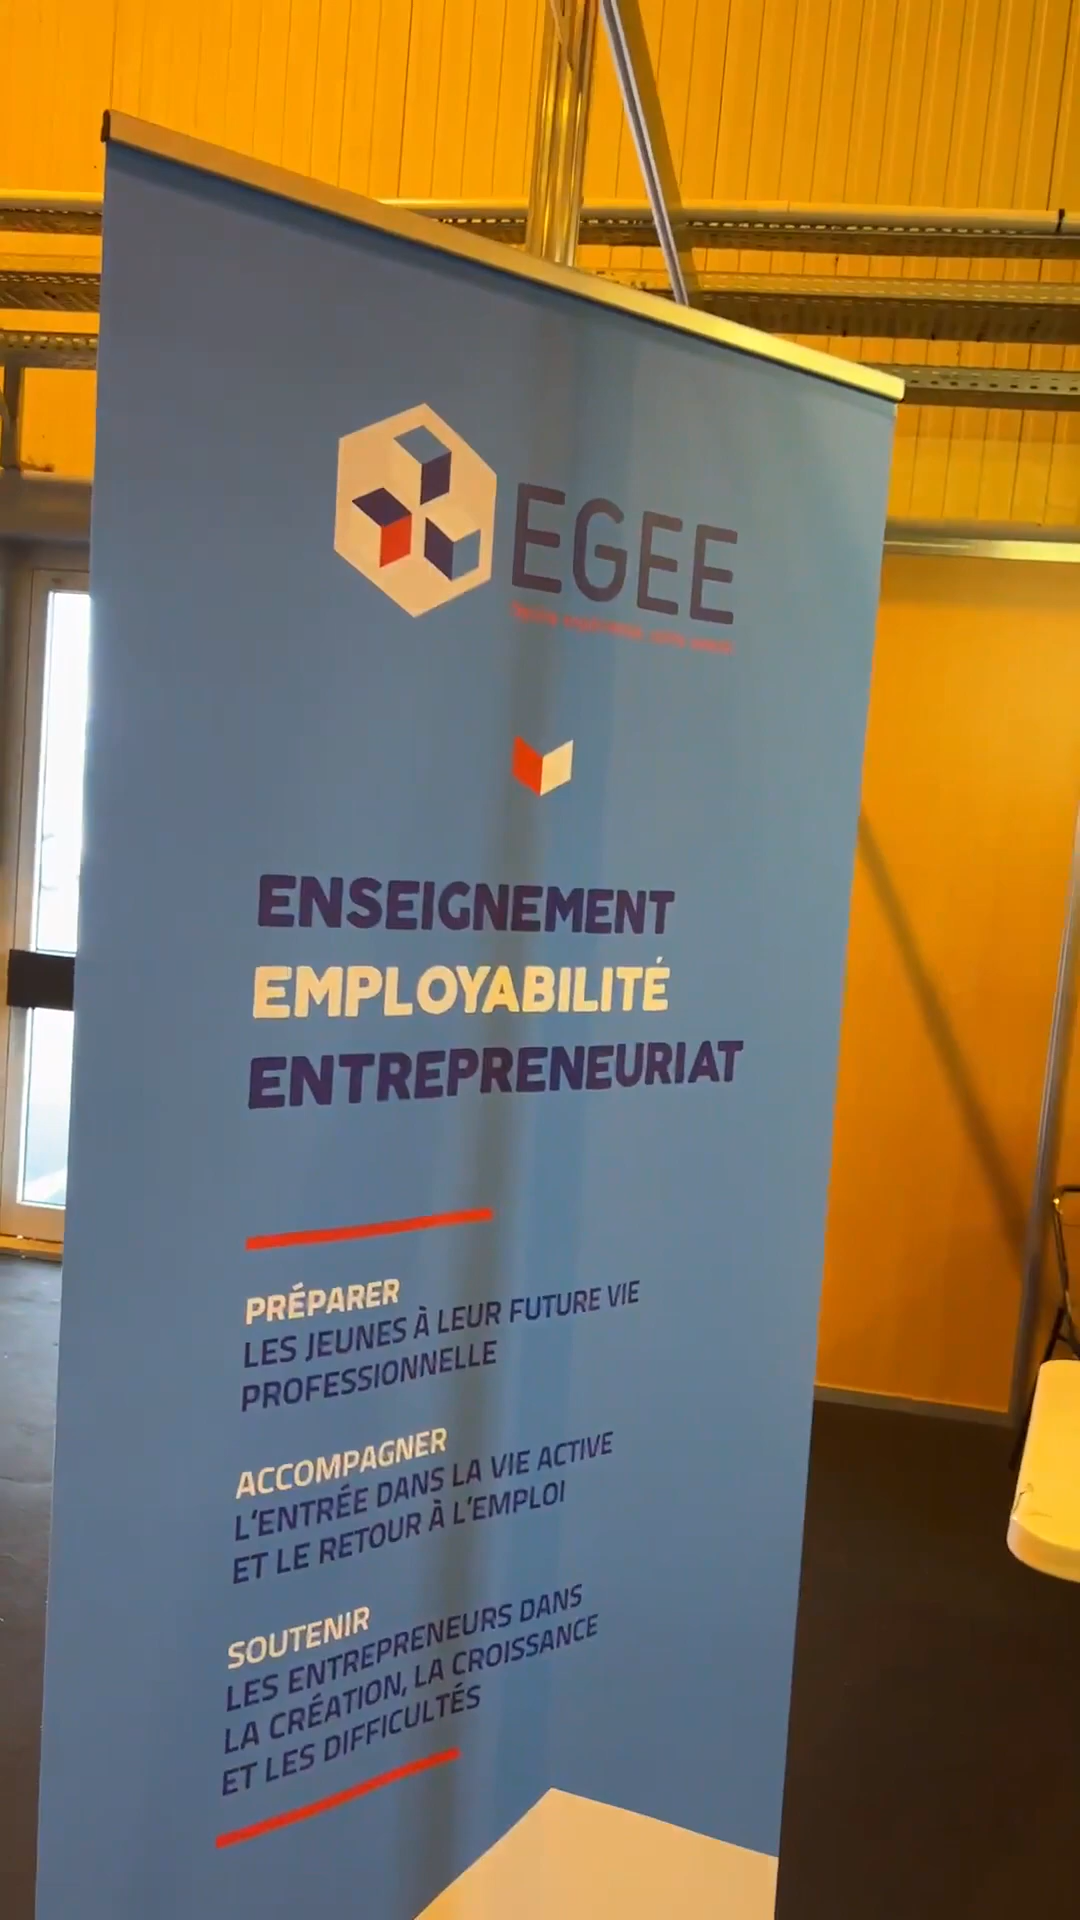 EGEE
ENSEIGNEMENT
EMPLOYABILITÉ
ENTREPRENEURIAT
PRÉPARER
LES JEUNES À LEUR FUTURE VIE
PROFESSIONNELLE
ACCOMPAGNER
L'ENTRÉE DANS LA VIE ACTIVE
ET LE RETOUR À L'EMPLOI
SOUTENIR
LES ENTREPRENEURS DANS
LA CRÉATION, LA CROISSANCE
ET LES DIFFICULTÉS